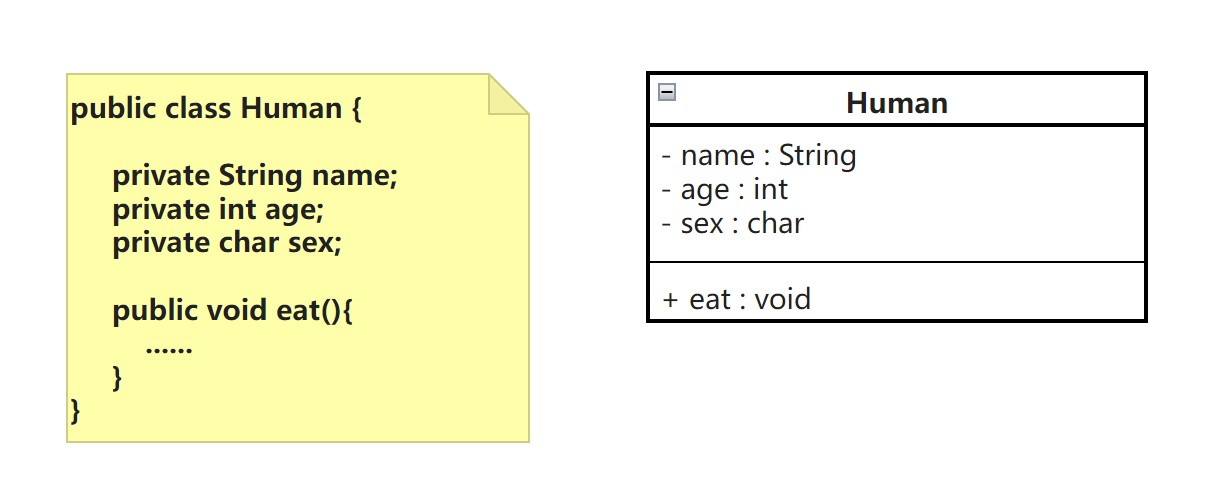 public class Human {
private String name;
private int age;
private char sex;
public void eat(){
......
}
}
Human
- name : String
- age : int
- sex : char
+ eat : void